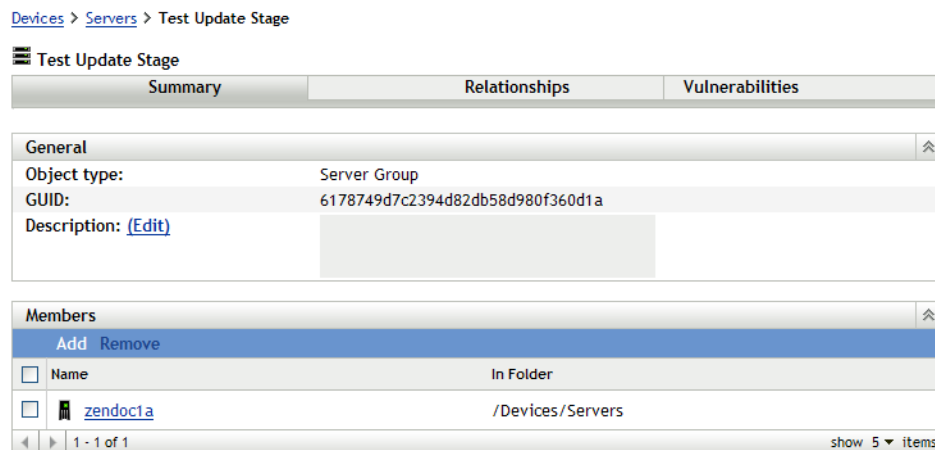 Devices > Servers > Test Update Stage
Test Update Stage
Summary Relationships Vulnerabilities
General
Object type: Server Group
GUID: 6178749d7c2394d82db58d980f360d1a
Description: (Edit)
Members
Add Remove
Name In Folder
zendoc1a /Devices/Servers
1 - 1 of 1 show 5 items